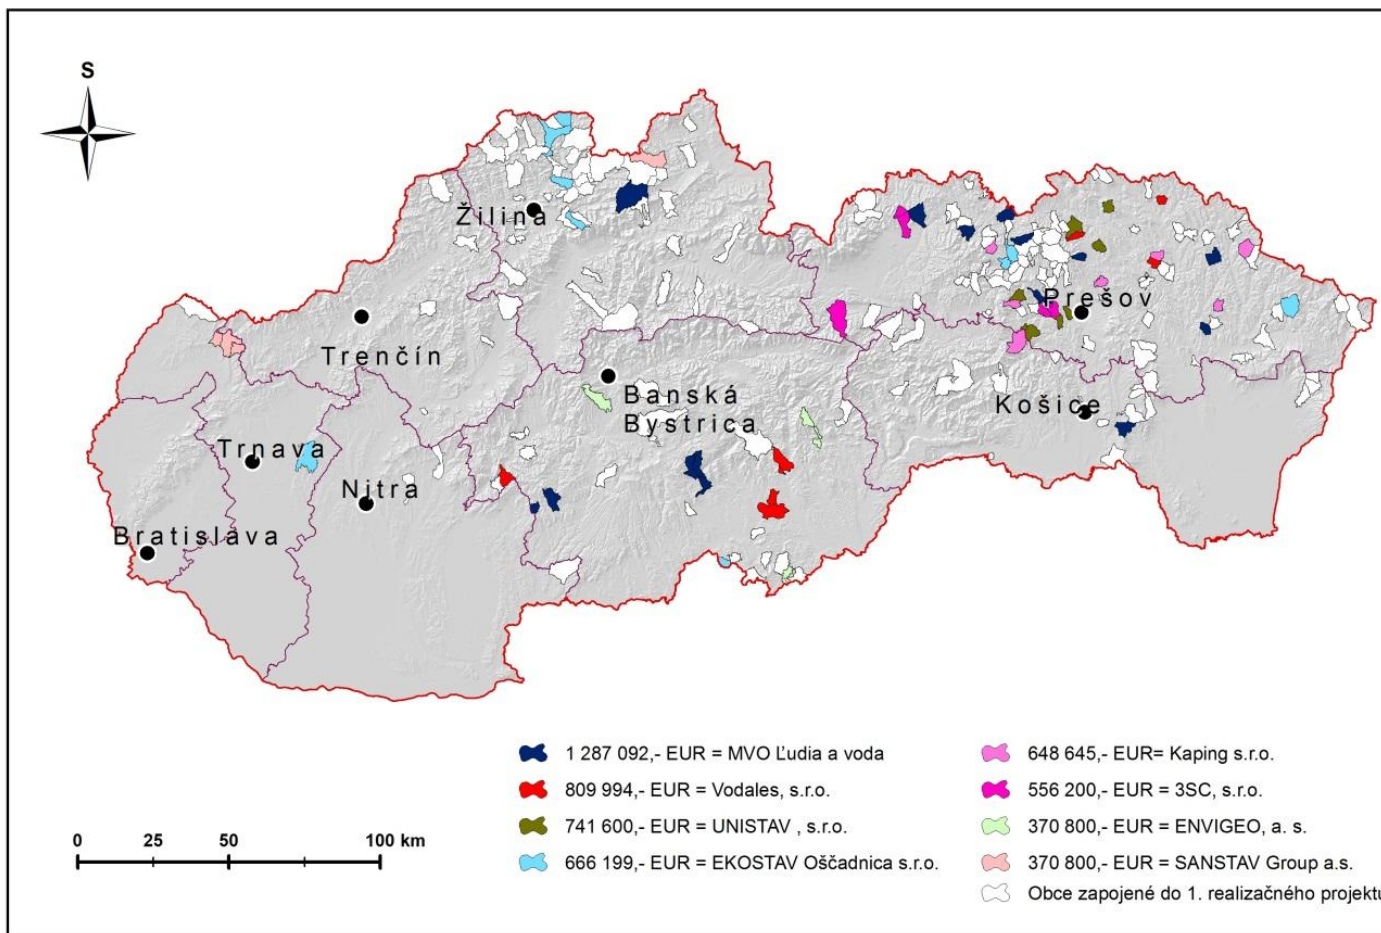 S
Žilina
Prešov
Trenčín
Banská
Bystrica
Košice
Trnava
Nitra
Bratislava
1 287 092,- EUR = MVO Ľudia a voda
809 994,- EUR = Vodales, s.r.o.
741 600,- EUR = UNISTAV , s.r.o.
666 199,- EUR = EKOSTAV Oščadnica s.r.o.
648 645,- EUR= Kaping s.r.o.
556 200,- EUR = 3SC, s.r.o.
370 800,- EUR = ENVIGEO, a. s.
370 800,- EUR = SANSTAV Group a.s.
Obce zapojené do 1. realizačného projektu
0 25 50 100 km